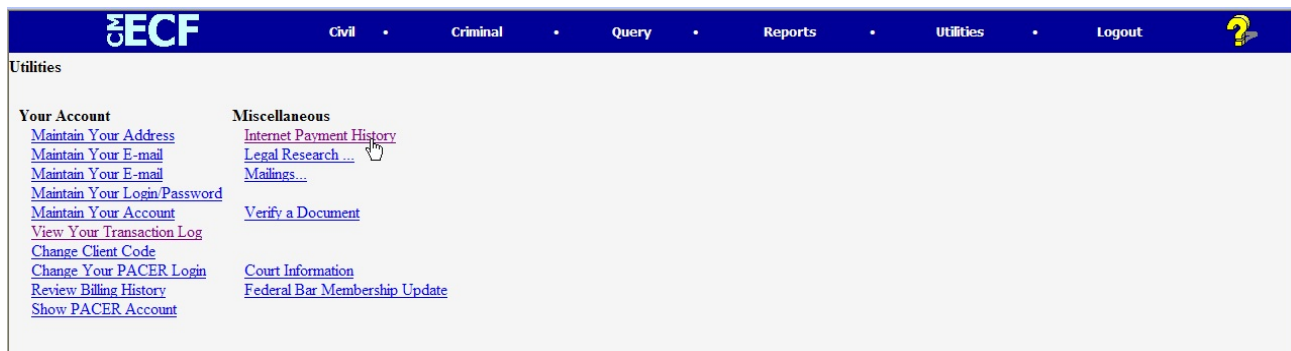 CM ECF Civil • Criminal • Query • Reports • Utilities • Logout ?
Utilities
Your Account
Maintain Your Address
Maintain Your E-mail
Maintain Your E-mail
Maintain Your Login/Password
Maintain Your Account
View Your Transaction Log
Change Client Code
Change Your PACER Login
Review Billing History
Show PACER Account
Miscellaneous
Internet Payment History
Legal Research ...
Mailings...
Verify a Document
Court Information
Federal Bar Membership Update